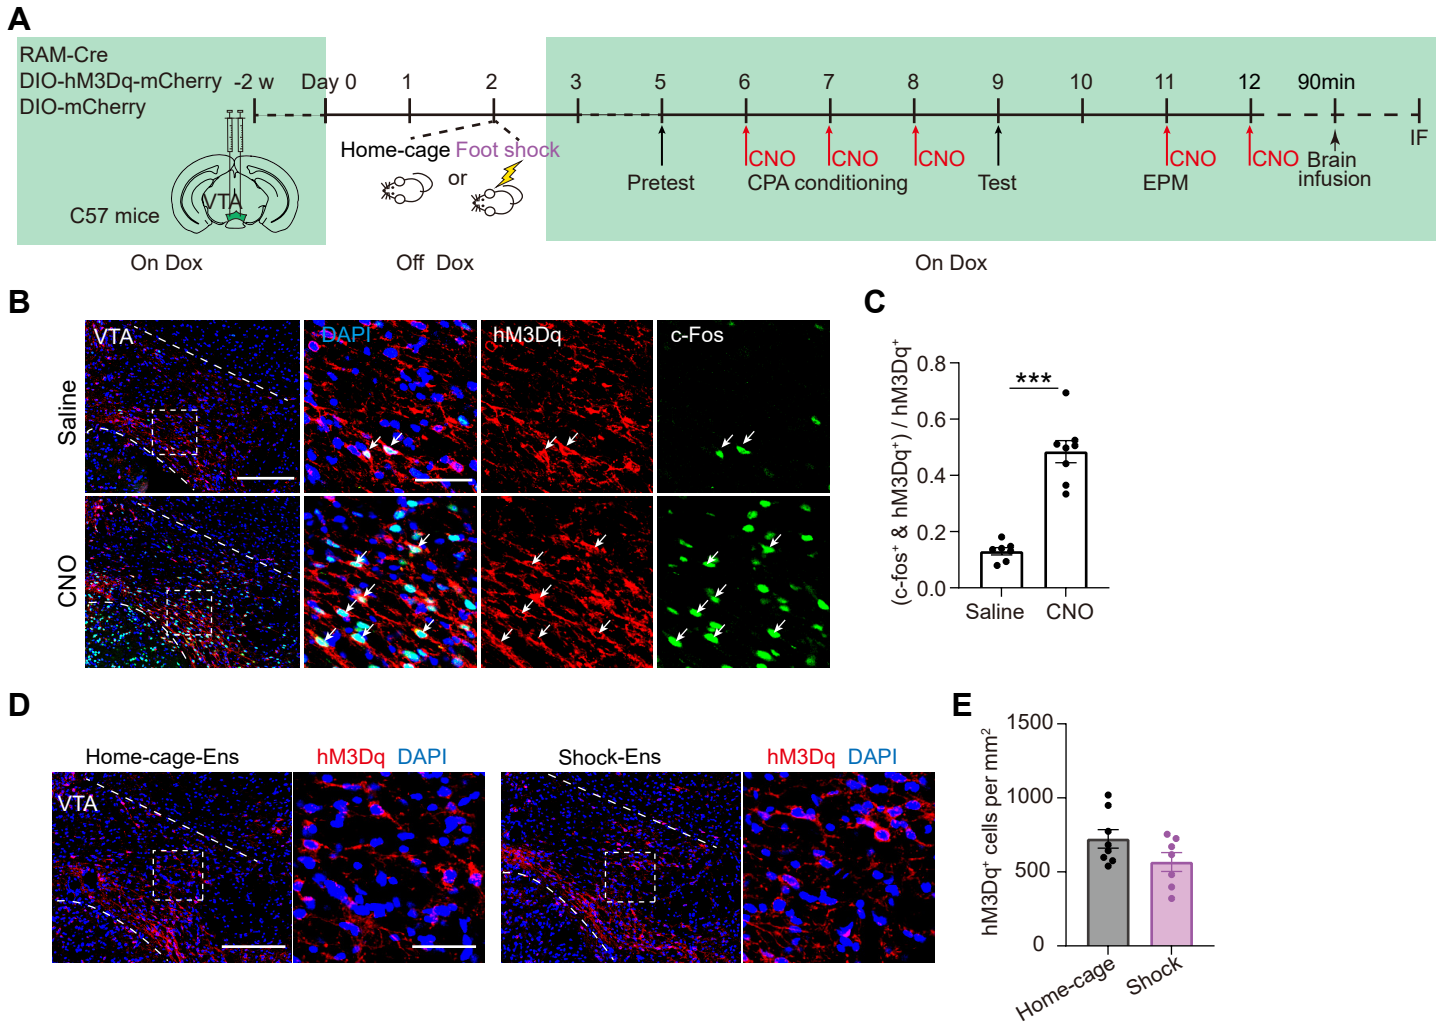 A
RAM-Cre
DIO-hM3Dq-mCherry
DIO-mCherry
-2 w
Day 0
1
2
3
5
6
7
8
9
10
11
12
90min
VTA
C57 mice
Home-cage
Foot shock
or
Pretest
CNO
CNO
CNO
CPA conditioning
Test
CNO
EPM
CNO
Brain
infusion
IF
On Dox
Off Dox
On Dox
B
VTA
DAPI
hM3Dq
c-Fos
Saline
CNO
C
(c-fos⁺ & hM3Dq⁺) / hM3Dq⁺
0.8
0.6
0.4
0.2
0.0
***
Saline
CNO
D
Home-cage-Ens
hM3Dq DAPI
Shock-Ens
hM3Dq DAPI
VTA
E
hM3Dq⁺ cells per mm²
1500
1000
500
0
Home-cage
Shock